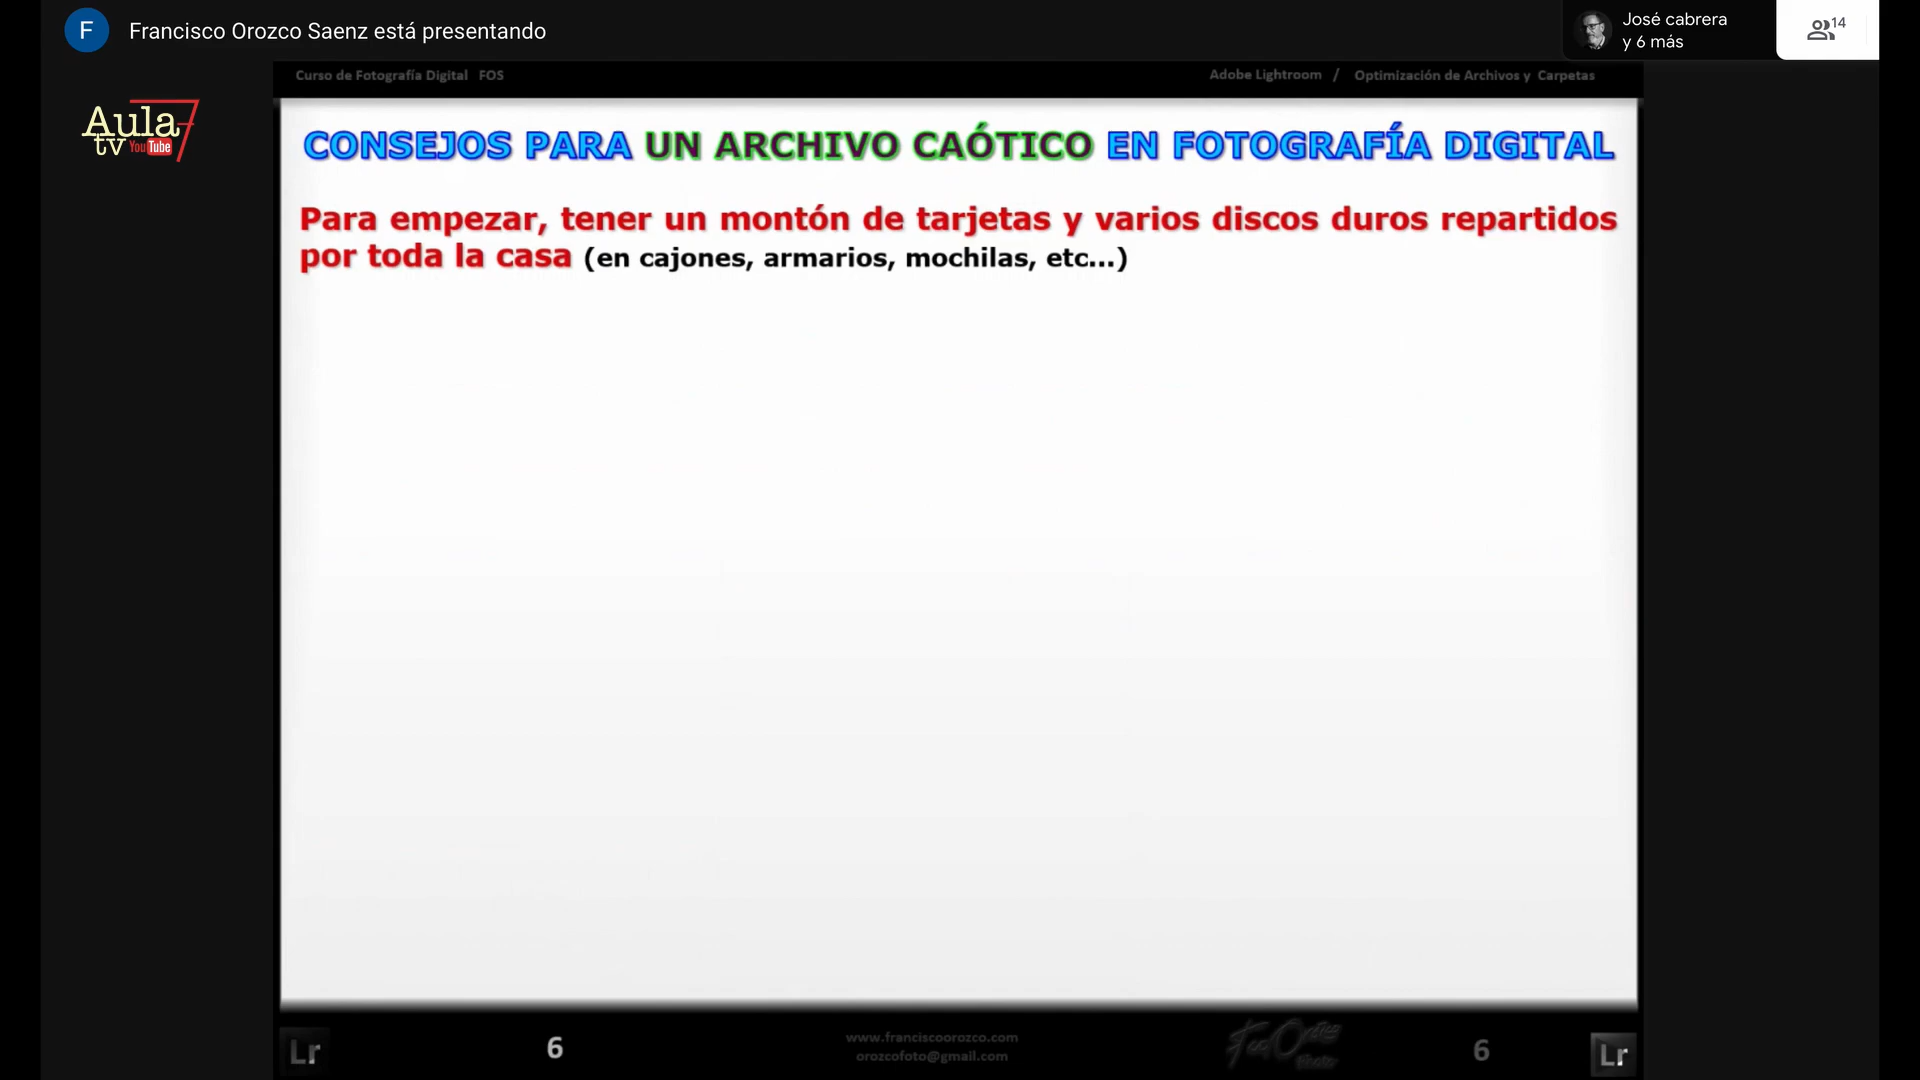 F Francisco Orozco Saenz está presentando
José cabrera
y 6 más
14
Curso de Fotografía Digital FOS
Adobe Lightroom / Optimización de Archivos y Carpetas
Aula 7
tv YouTube
CONSEJOS PARA UN ARCHIVO CAÓTICO EN FOTOGRAFÍA DIGITAL
Para empezar, tener un montón de tarjetas y varios discos duros repartidos
por toda la casa (en cajones, armarios, mochilas, etc...)
Lr
6
www.franciscoorozco.com
orozcofoto@gmail.com
Photo
6
Lr